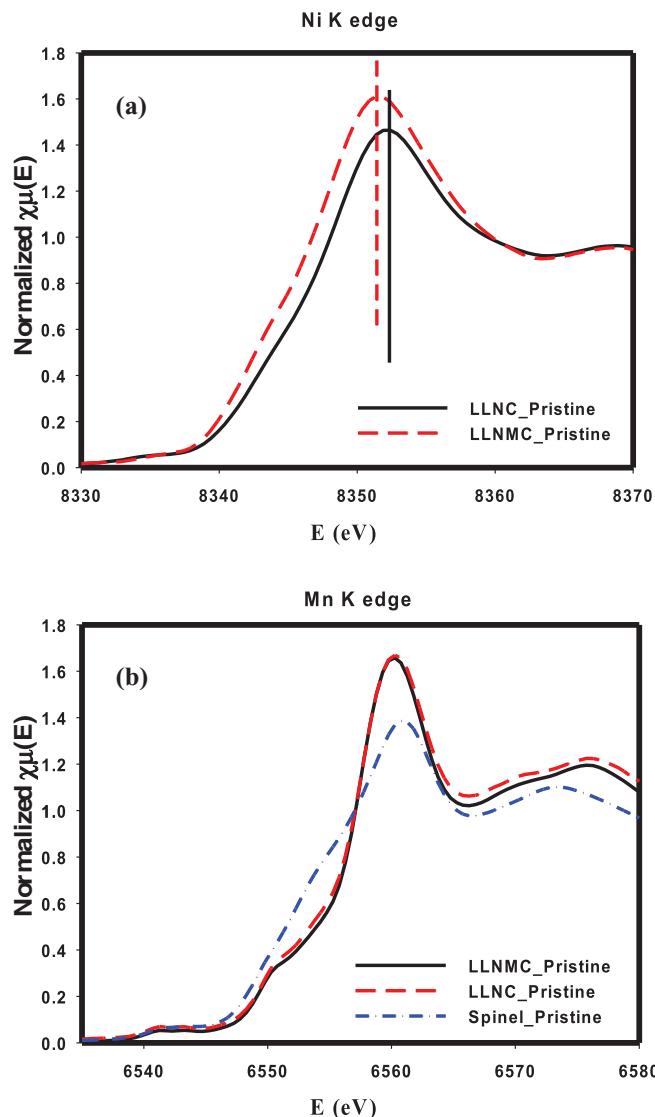 Ni K edge
1.8
1.6
1.4
1.2
1.0
0.8
0.6
0.4
0.2
0.0
(a)
Normalized χμ(E)
LLNC_Pristine
LLNMC_Pristine
8330 8340 8350 8360 8370
E (eV)
Mn K edge
1.8
1.6
1.4
1.2
1.0
0.8
0.6
0.4
0.2
0.0
(b)
Normalized χμ(E)
LLNMC_Pristine
LLNC_Pristine
Spinel_Pristine
6540 6550 6560 6570 6580
E (eV)